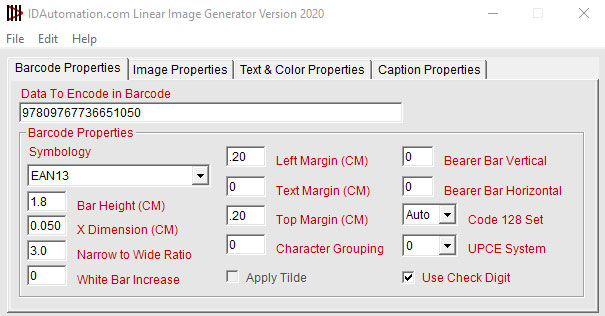 IDAutomation.com Linear Image Generator Version 2020
File Edit Help
Barcode Properties Image Properties Text & Color Properties Caption Properties
Data To Encode in Barcode
97809767736651050
Barcode Properties
Symbology
EAN13
1.8 Bar Height (CM)
0.050 X Dimension (CM)
3.0 Narrow to Wide Ratio
0 White Bar Increase
.20 Left Margin (CM)
0 Text Margin (CM)
.20 Top Margin (CM)
0 Character Grouping
Apply Tilde
0 Bearer Bar Vertical
0 Bearer Bar Horizontal
Auto Code 128 Set
0 UPCE System
Use Check Digit